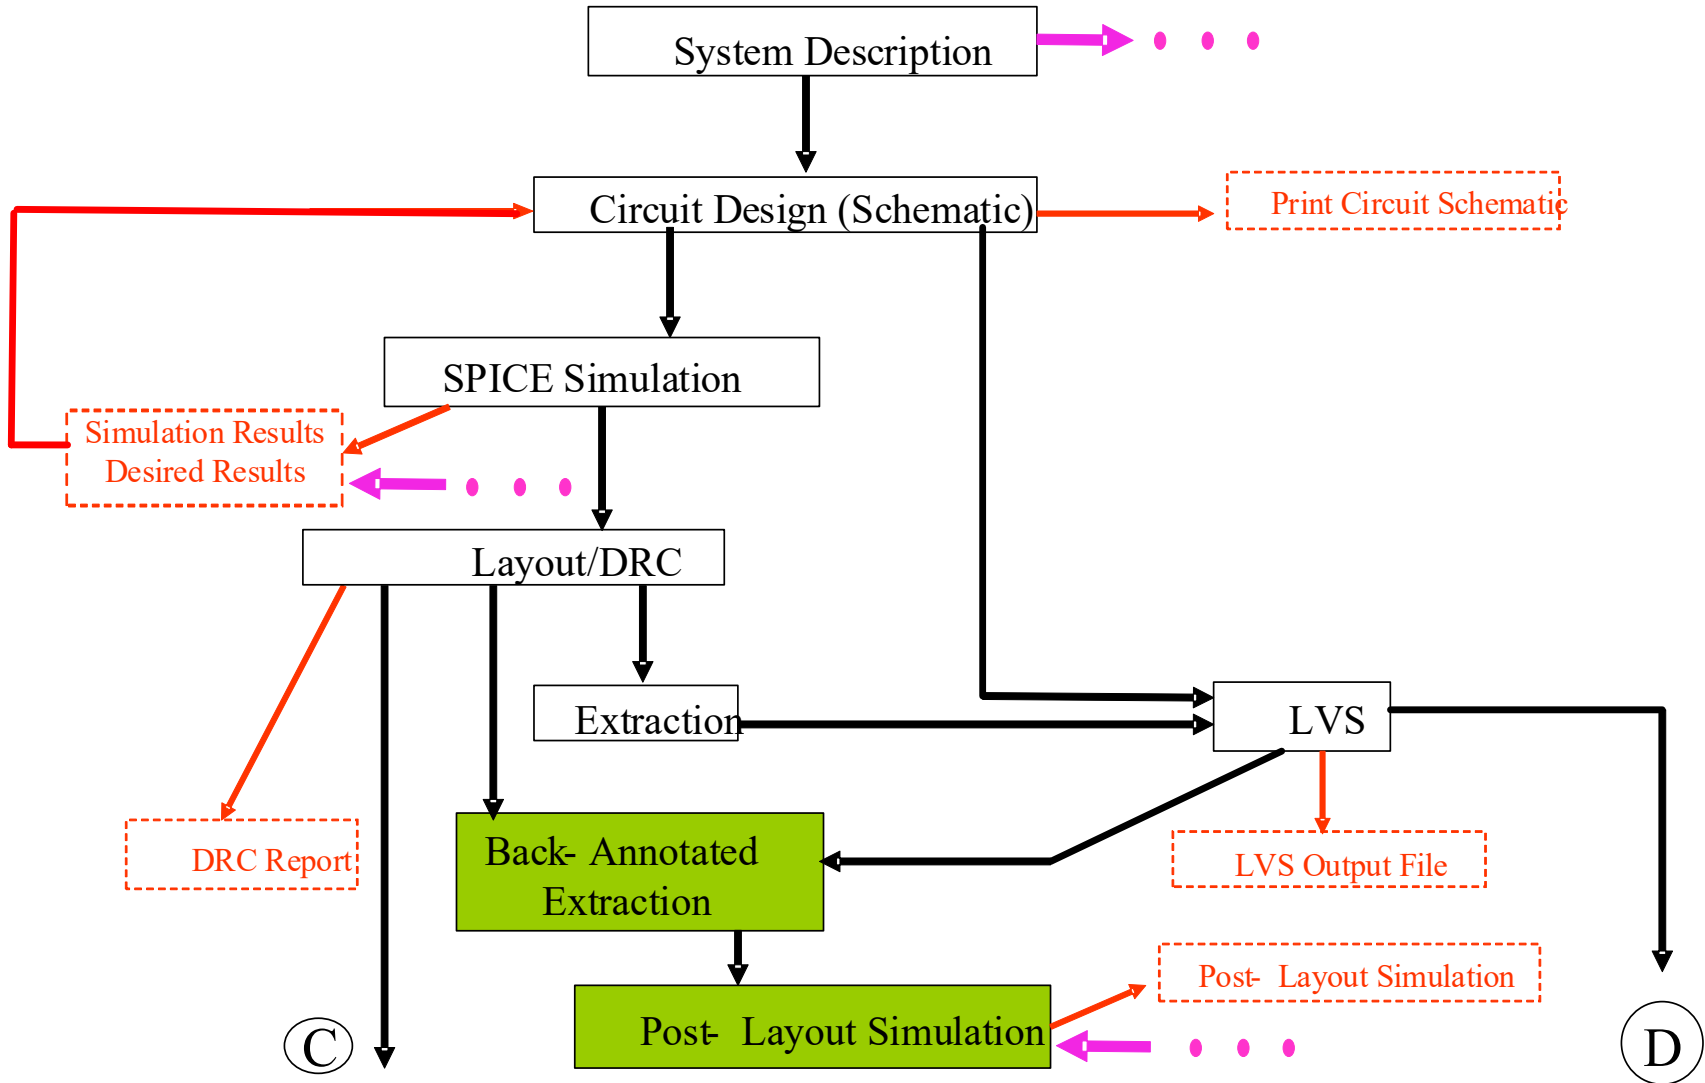 System Description
Circuit Design (Schematic)
Print Circuit Schematic
SPICE Simulation
Simulation Results
Desired Results
Layout/DRC
Extraction
LVS
Back- Annotated
Extraction
DRC Report
LVS Output File
Post- Layout Simulation
Post- Layout Simulation
C
D